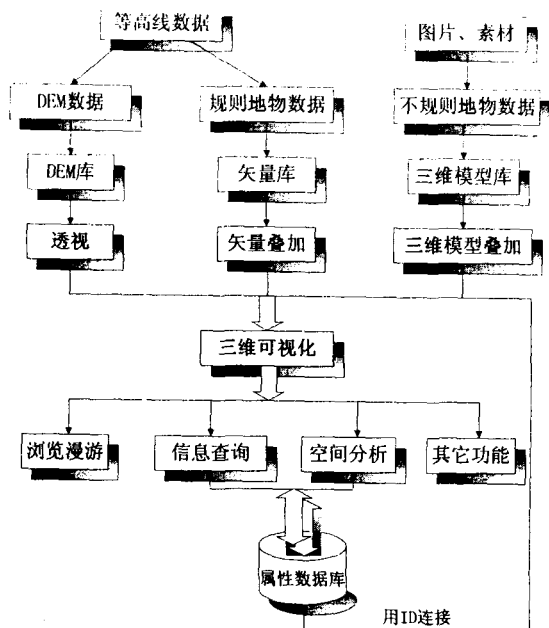 等高线数据
图片、素材
DEM数据
规则地物数据
不规则地物数据
DEM库
矢量库
三维模型库
透视
矢量叠加
三维模型叠加
三维可视化
浏览漫游
信息查询
空间分析
其它功能
属性数据库
用ID连接